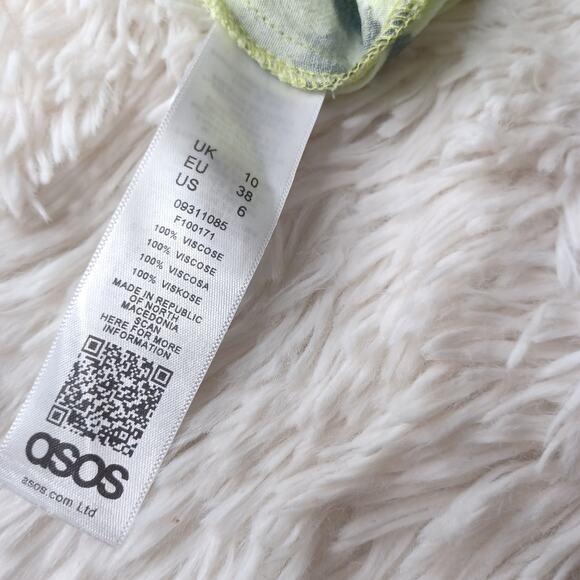 UK 10
EU 38
US 6
09311085
F100171
100% VISCOSE
100% VISCOSE
100% VISCOSA
100% VISKOSE
MADE IN REPUBLIC
OF NORTH
MACEDONIA
SCAN
HERE FOR MORE
INFORMATION
asos
asos.com Ltd